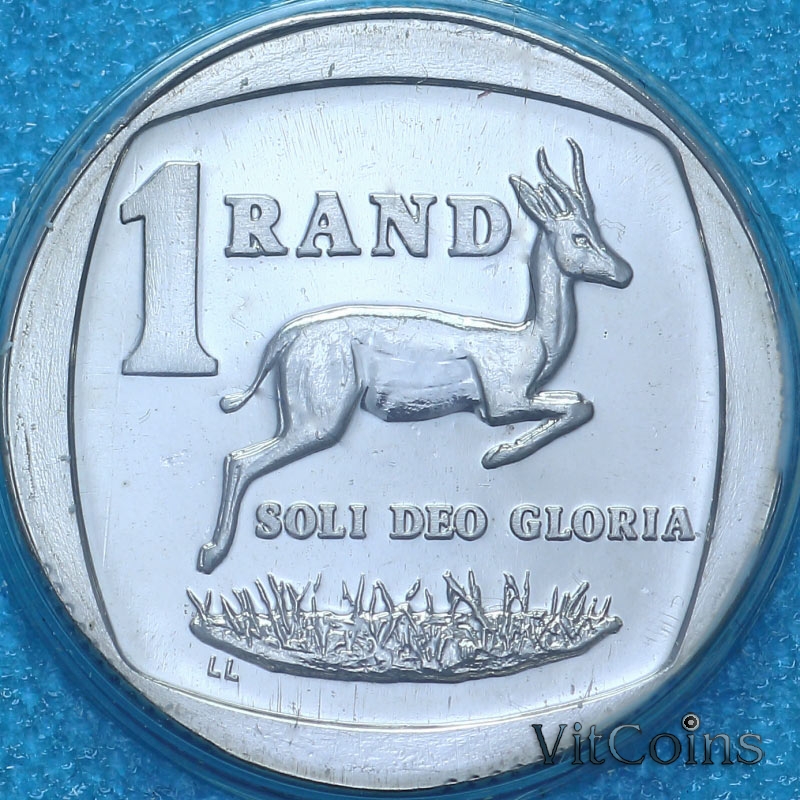 1 RAND
SOLI DEO GLORIA
LL
VitCoins